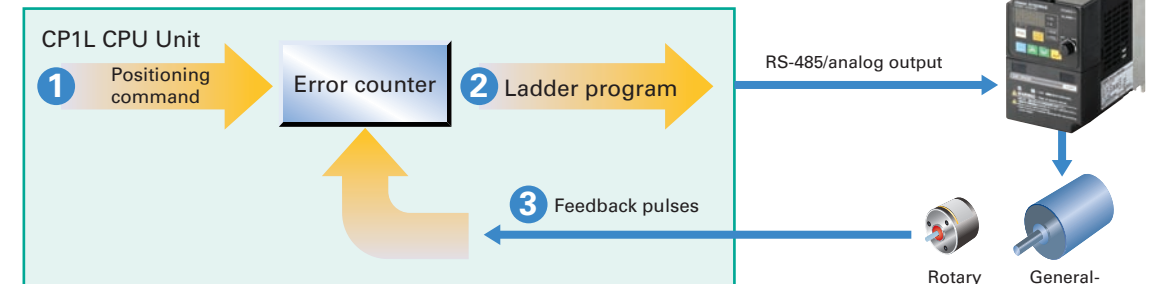 CP1L CPU Unit
1
Positioning
command
Error counter
2
Ladder program
RS-485/analog output
3
Feedback pulses
Rotary
General-